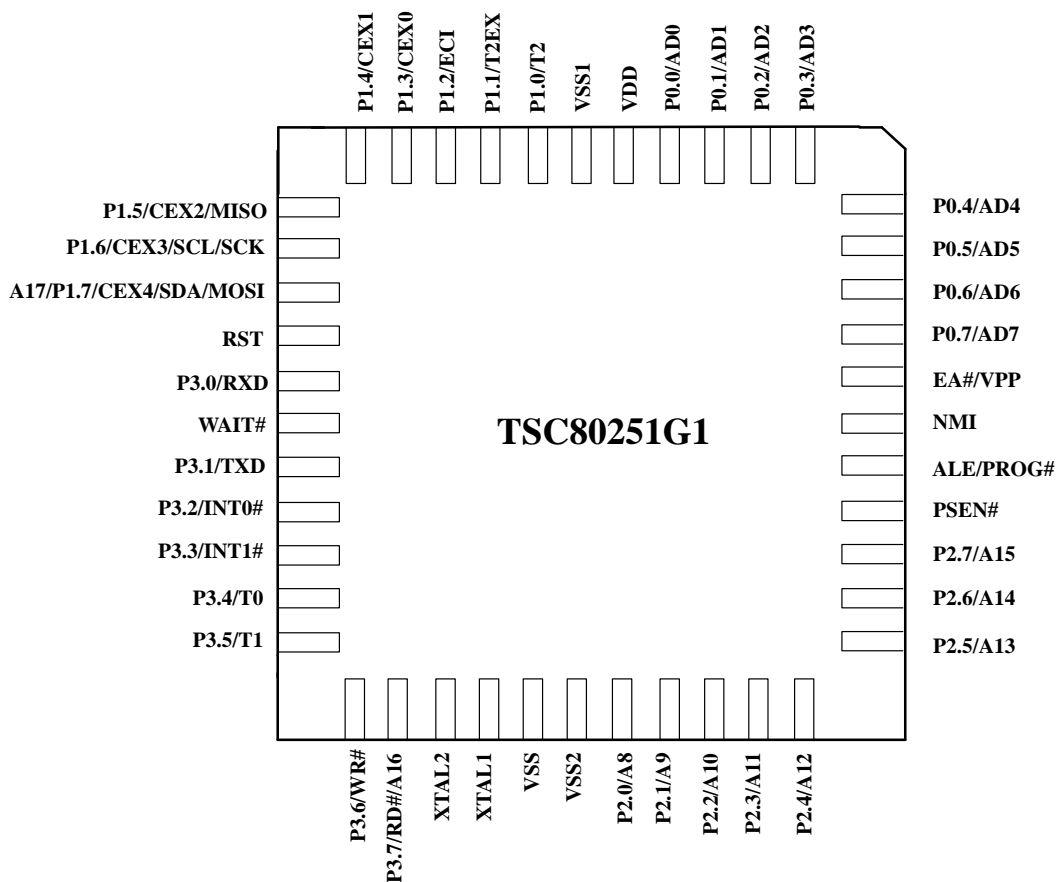 P1.4/CEX1
P1.3/CEX0
P1.2/ECI
P1.1/T2EX
P1.0/T2
VSS1
VDD
P0.0/AD0
P0.1/AD1
P0.2/AD2
P0.3/AD3
P1.5/CEX2/MISO
P1.6/CEX3/SCL/SCK
A17/P1.7/CEX4/SDA/MOSI
RST
P3.0/RXD
WAIT#
P3.1/TXD
P3.2/INT0#
P3.3/INT1#
P3.4/T0
P3.5/T1
TSC80251G1
P0.4/AD4
P0.5/AD5
P0.6/AD6
P0.7/AD7
EA#/VPP
NMI
ALE/PROG#
PSEN#
P2.7/A15
P2.6/A14
P2.5/A13
P3.6/WR#
P3.7/RD#/A16
XTAL2
XTAL1
VSS
VSS2
P2.0/A8
P2.1/A9
P2.2/A10
P2.3/A11
P2.4/A12